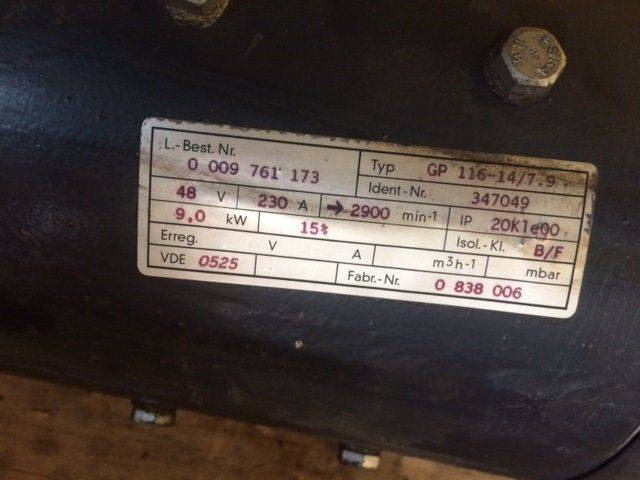 L.-Best. Nr.
0 009 761 173
Typ GP 116-14/7.9
Ident-Nr. 347049
48 V 230 A → 2900 min-1 IP 20K1e00
9,0 kW 15% Isol.-Kl. B/F
Erreg. V A m3h-1 mbar
VDE 0525 Fabr.-Nr. 0 838 006